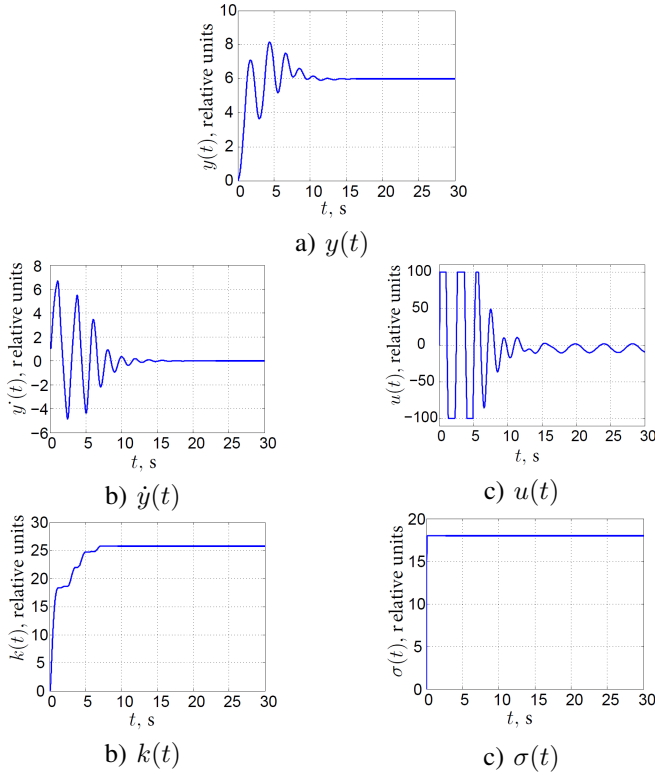 10
8
6
4
2
0
y(t), relative units
0 5 10 15 20 25 30
t, s
a) y(t)
8
6
4
2
0
−2
−4
−6
y˙(t), relative units
0 5 10 15 20 25 30
t, s
b) ẏ(t)
100
50
0
−50
−100
u(t), relative units
0 5 10 15 20 25 30
t, s
c) u(t)
30
25
20
15
10
5
0
k(t), relative units
0 5 10 15 20 25 30
t, s
b) k(t)
20
15
10
5
0
σ(t), relative units
0 5 10 15 20 25 30
t, s
c) σ(t)